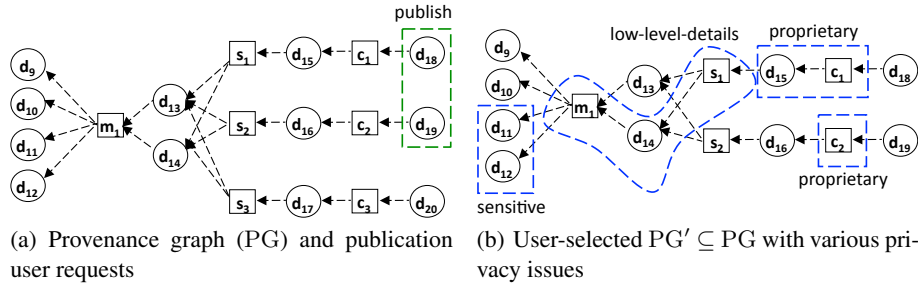 publish
d18
s1
d15
c1
d9
d10
d13
m1
s2
d16
c2
d19
d11
d14
d12
s3
d17
c3
d20
(a) Provenance graph (PG) and publication
user requests
low-level-details
proprietary
d9
s1
d15
c1
d18
d10
d13
m1
d11
d14
s2
d16
c2
d19
d12
sensitive
proprietary
(b) User-selected PG′ ⊆ PG with various pri-
vacy issues